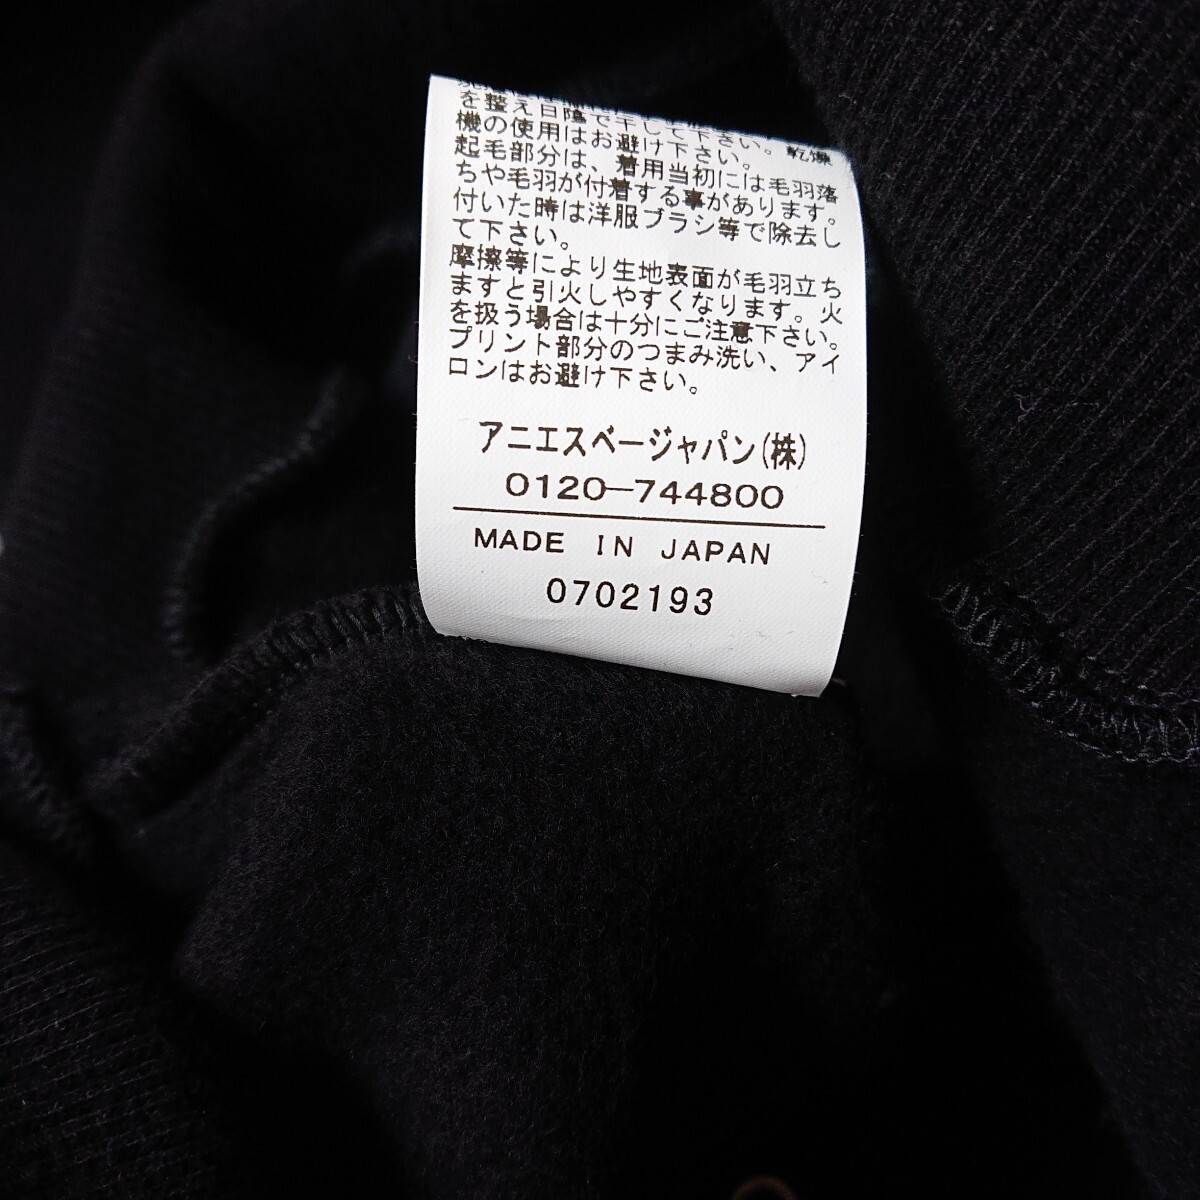 を整え日陰で干して下さい。乾燥
機の使用はお避け下さい。
起毛部分は、着用当初には毛羽落
ちや毛羽が付着する事があります。
付いた時は洋服ブラシ等で除去し
て下さい。
摩擦等により生地表面が毛羽立ち
ますと引火しやすくなります。火
を扱う場合は十分にご注意下さい。
プリント部分のつまみ洗い、アイ
ロンはお避け下さい。
アニエスベージャパン(株)
0120-744800
MADE IN JAPAN
0702193